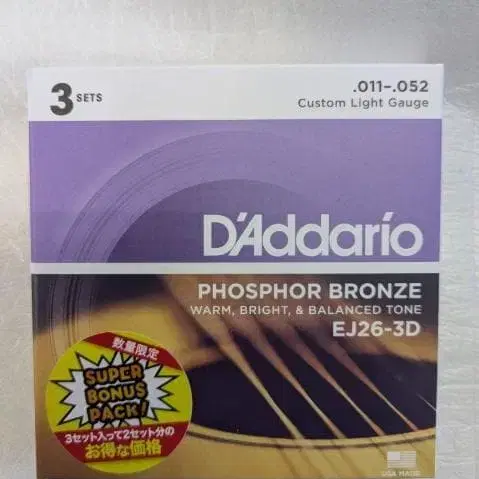 3 SETS
.011–.052
Custom Light Gauge
D'Addario
PHOSPHOR BRONZE
WARM, BRIGHT, & BALANCED TONE
EJ26-3D
数量限定
SUPER
BONUS
PACK!
3セット入って2セット分の
お得な価格
USA MADE